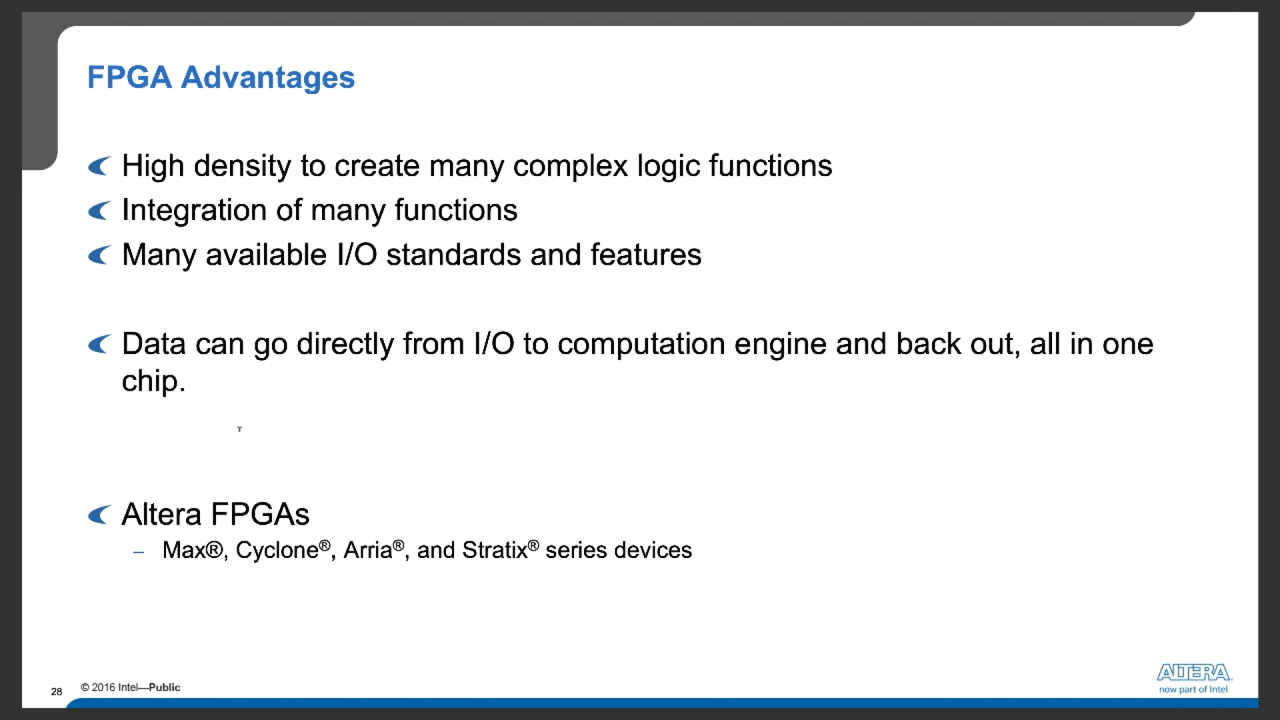 FPGA Advantages
High density to create many complex logic functions
Integration of many functions
Many available I/O standards and features
Data can go directly from I/O to computation engine and back out, all in one
chip.
Altera FPGAs
– Max®, Cyclone®, Arria®, and Stratix® series devices
28 © 2016 Intel—Public
ALTERA
now part of Intel